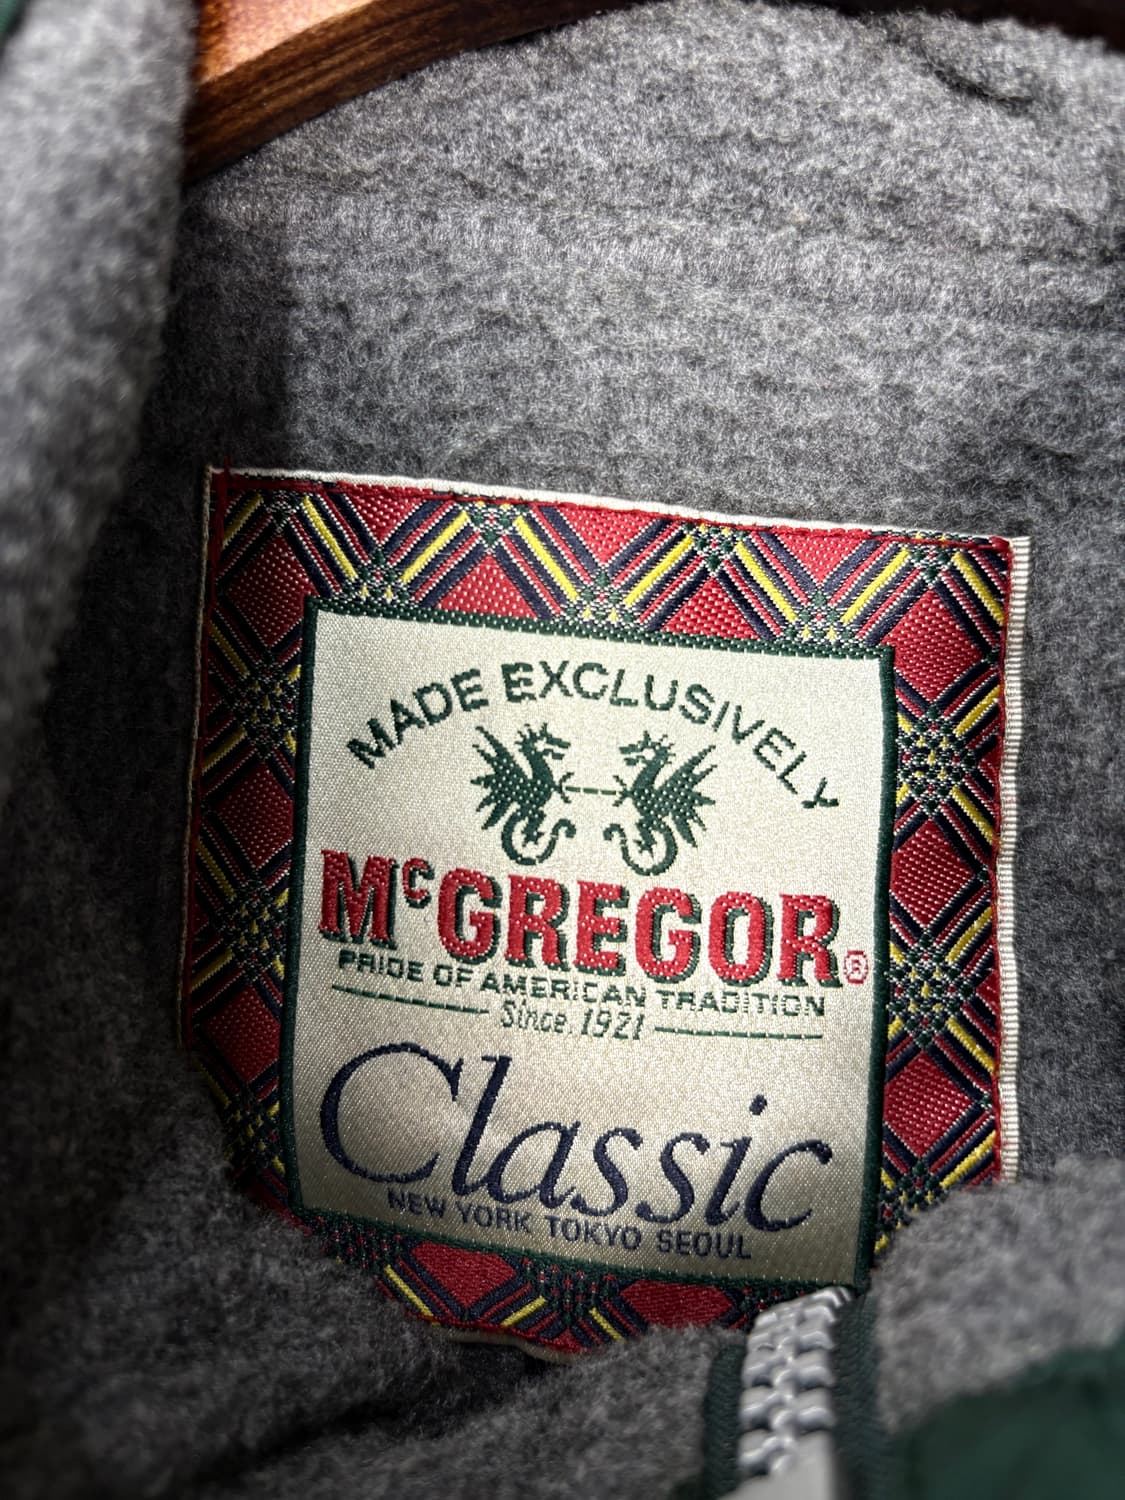 MADE EXCLUSIVELY
McGREGOR®
PRIDE OF AMERICAN TRADITION
Since.1921
Classic
NEW YORK TOKYO SEOUL